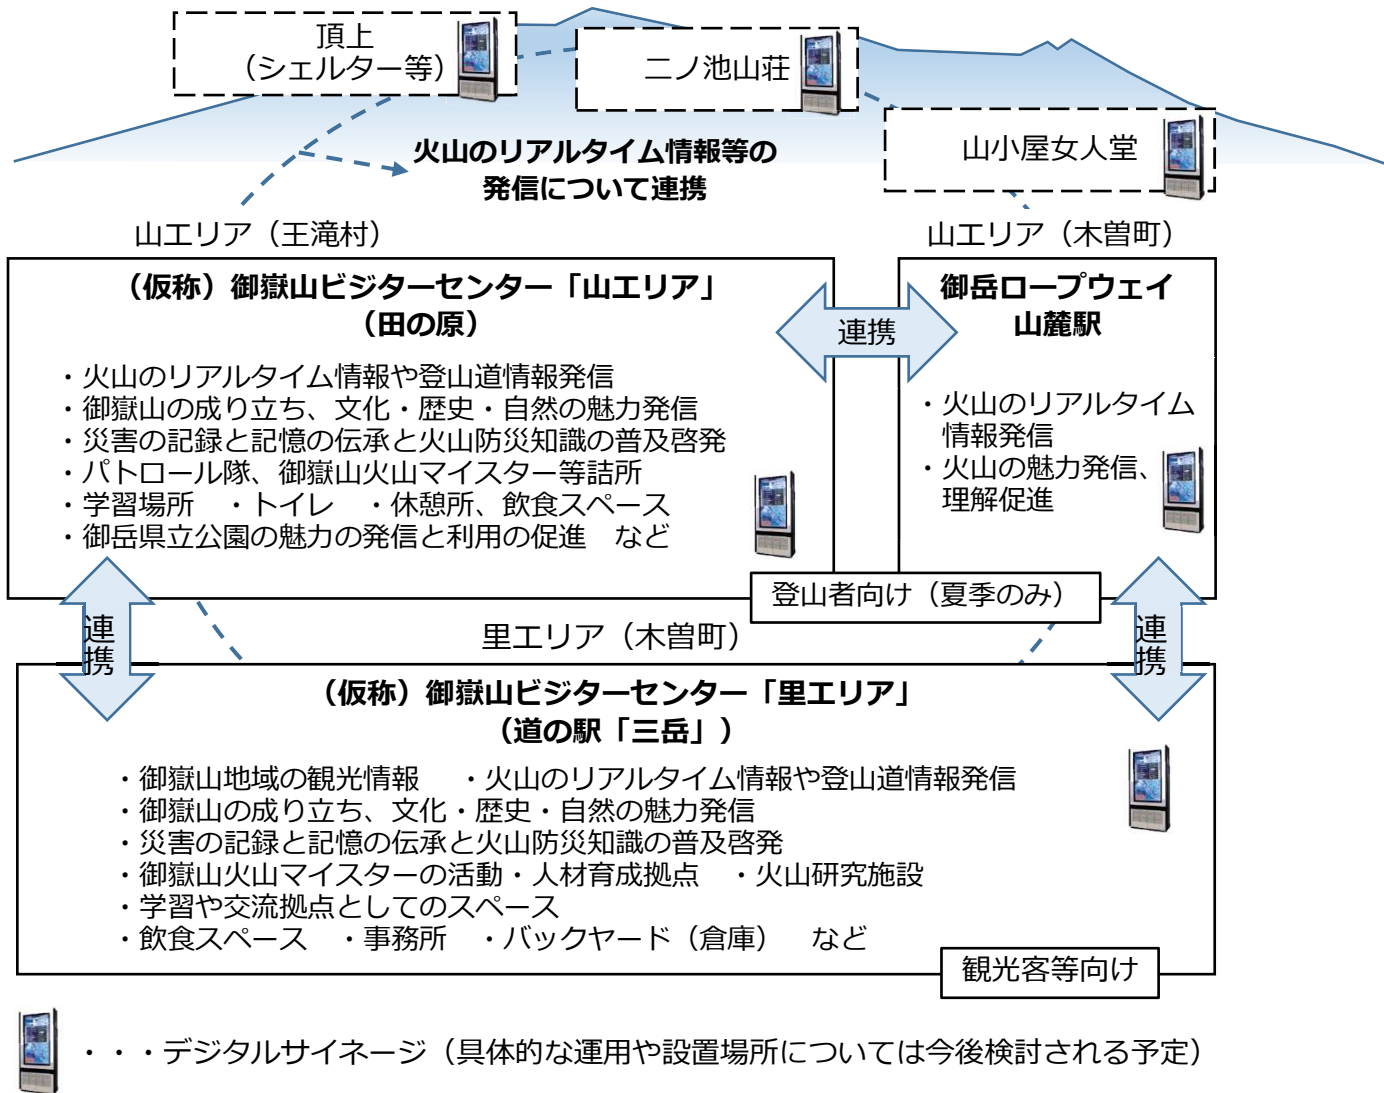 頂上
（シェルター等）
二ノ池山荘
山小屋女人堂
火山のリアルタイム情報等の
発信について連携
山エリア（王滝村）
山エリア（木曽町）
（仮称）御嶽山ビジターセンター「山エリア」
（田の原）
・火山のリアルタイム情報や登山道情報発信
・御嶽山の成り立ち、文化・歴史・自然の魅力発信
・災害の記録と記憶の伝承と火山防災知識の普及啓発
・パトロール隊、御嶽山火山マイスター等詰所
・学習場所　・トイレ　・休憩所、飲食スペース
・御岳県立公園の魅力の発信と利用の促進　など
連携
御岳ロープウェイ
山麓駅
・火山のリアルタイム
情報発信
・火山の魅力発信、
理解促進
登山者向け（夏季のみ）
連携
連携
里エリア（木曽町）
（仮称）御嶽山ビジターセンター「里エリア」
（道の駅「三岳」）
・御嶽山地域の観光情報　・火山のリアルタイム情報や登山道情報発信
・御嶽山の成り立ち、文化・歴史・自然の魅力発信
・災害の記録と記憶の伝承と火山防災知識の普及啓発
・御嶽山火山マイスターの活動・人材育成拠点　・火山研究施設
・学習や交流拠点としてのスペース
・飲食スペース　・事務所　・バックヤード（倉庫）　など
観光客等向け
・・・デジタルサイネージ（具体的な運用や設置場所については今後検討される予定）